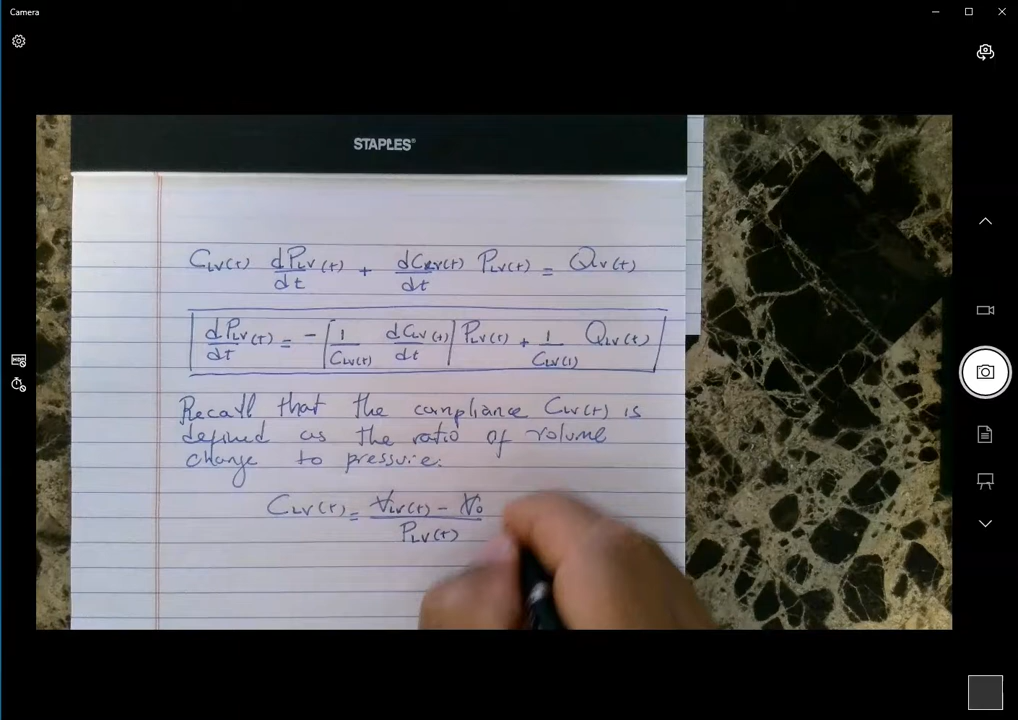 Camera
STAPLES®
C_LV(t) dP_LV(t)/dt + dC_LV(t)/dt P_LV(t) = Q_LV(t)
dP_LV(t)/dt = -[1/C_LV(t) dC_LV(t)/dt] P_LV(t) + 1/C_LV(t) Q_LV(t)
Recall that the compliance C_LV(t) is
defined as the ratio of volume
change to pressure:
C_LV(t) = (V_LV(t) - V_0)/P_LV(t)